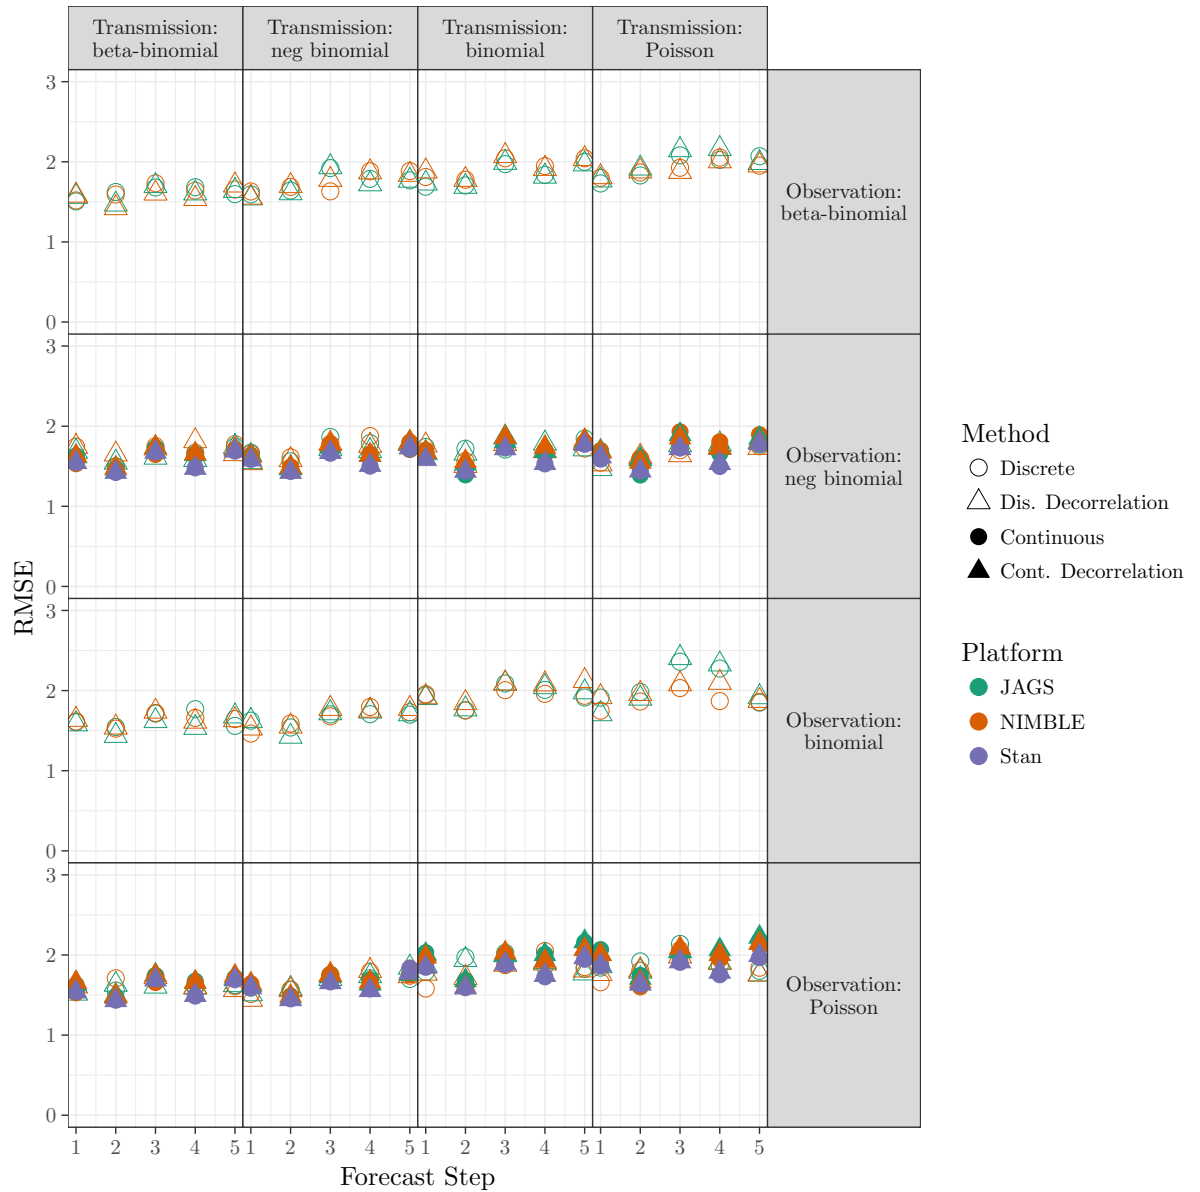 Transmission:
beta-binomial
Transmission:
neg binomial
Transmission:
binomial
Transmission:
Poisson
3
2
1
0
Observation:
beta-binomial
3
2
1
0
Observation:
neg binomial
3
2
1
0
Observation:
binomial
3
2
1
0
Observation:
Poisson
RMSE
1 2 3 4 5 1 2 3 4 5 1 2 3 4 5 1 2 3 4 5
Forecast Step
Method
Discrete
Dis. Decorrelation
Continuous
Cont. Decorrelation
Platform
JAGS
NIMBLE
Stan